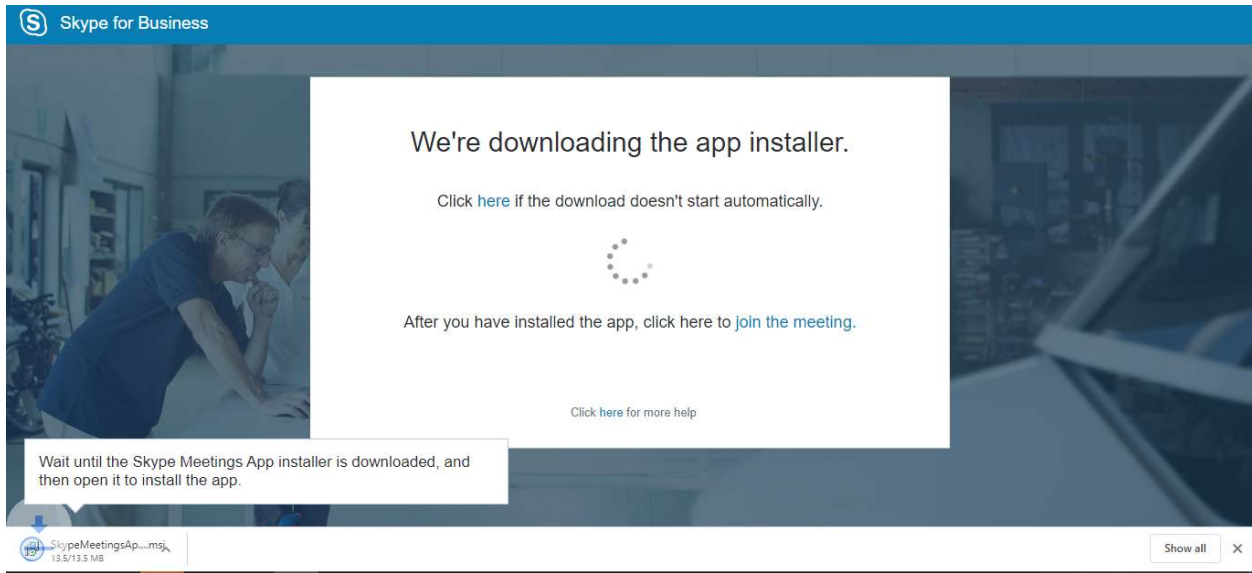 Skype for Business
We're downloading the app installer.
Click here if the download doesn't start automatically.
After you have installed the app, click here to join the meeting.
Click here for more help
Wait until the Skype Meetings App installer is downloaded, and
then open it to install the app.
SkypeMeetingsAp....msi
13.5/13.5 MB
Show all